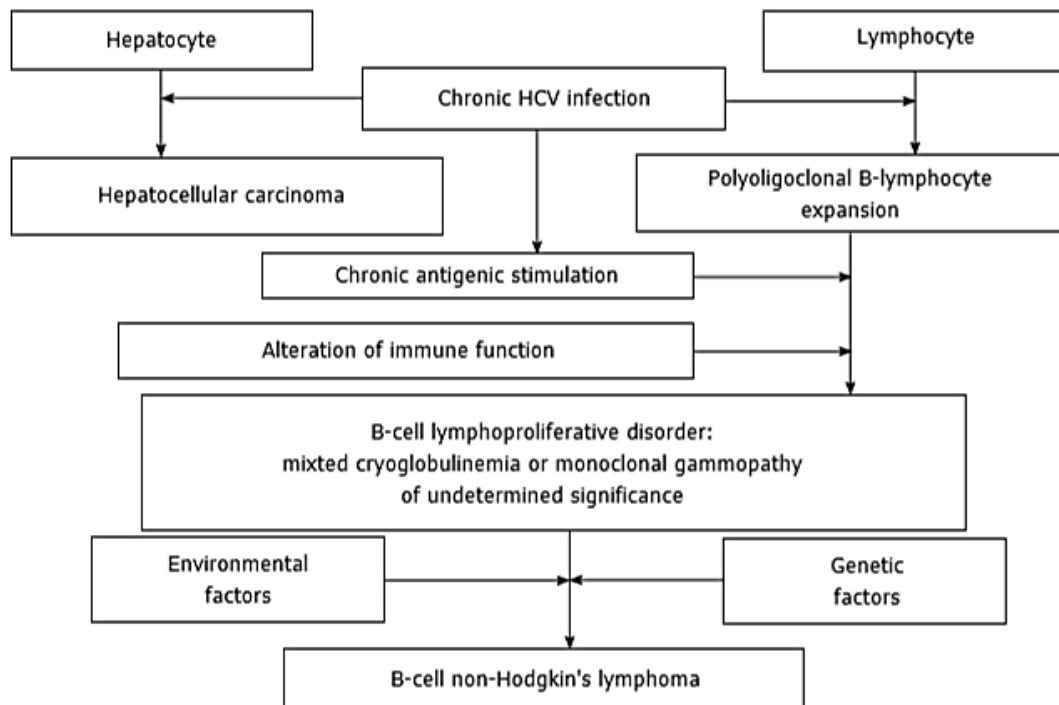 Hepatocyte
Lymphocyte
Chronic HCV infection
Hepatocellular carcinoma
Polyoligoclonal B-lymphocyte
expansion
Chronic antigenic stimulation
Alteration of immune function
B-cell lymphoproliferative disorder:
mixted cryoglobulinemia or monoclonal gammopathy
of undetermined significance
Environmental
factors
Genetic
factors
B-cell non-Hodgkin's lymphoma